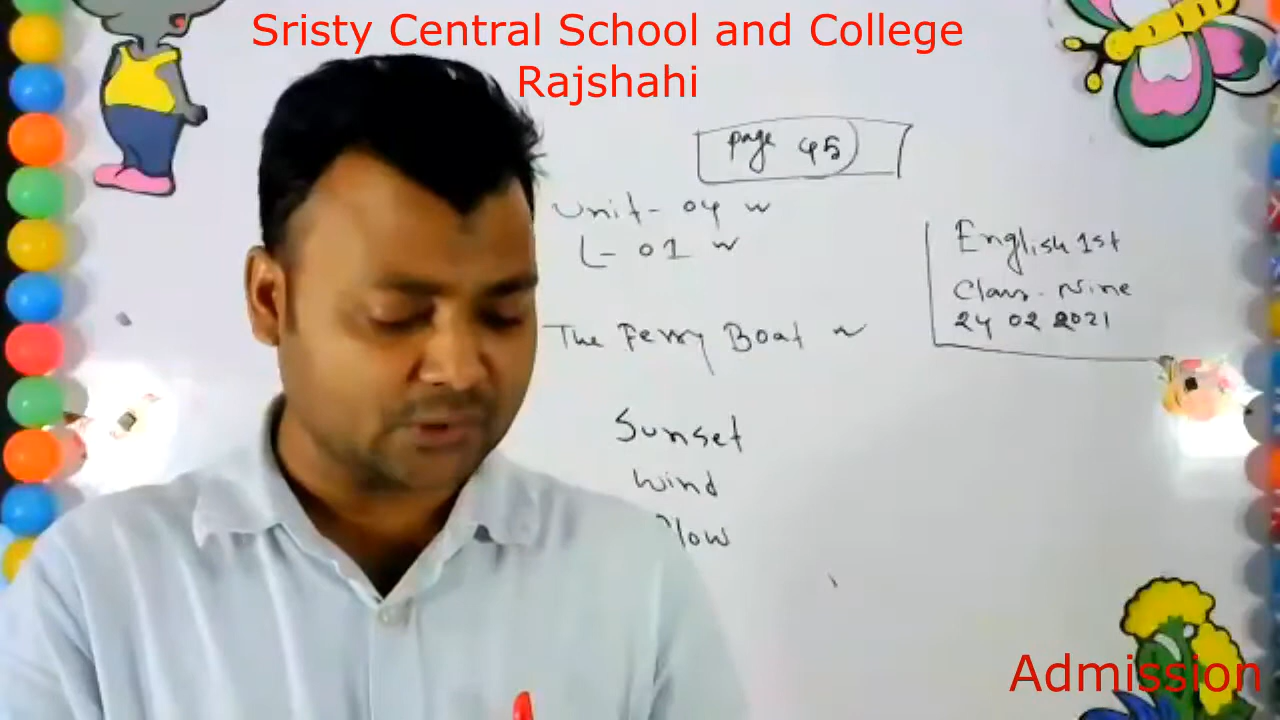 Sristy Central School and College
Rajshahi
page 45
Unit- 04
L- 01
The Ferry Boat
Sunset
Wind
English 1st
Class- Nine
24 02 2021
Admission